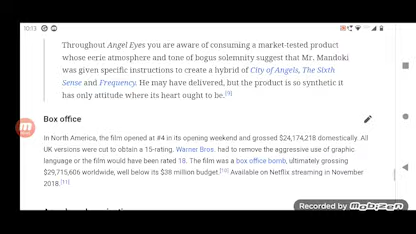 10:13
Throughout Angel Eyes you are aware of consuming a market-tested product
whose eerie atmosphere and tone of bogus solemnity suggest that Mr. Mandoki
was given specific instructions to create a hybrid of City of Angels, The Sixth
Sense and Frequency. He may have delivered, but the product is so synthetic it
has only attitude where its heart ought to be.[9]
Box office
In North America, the film opened at #4 in its opening weekend and grossed $24,174,218 domestically. All
UK versions were cut to obtain a 15-rating. Warner Bros. had to remove the aggressive use of graphic
language or the film would have been rated 18. The film was a box office bomb, ultimately grossing
$29,715,606 worldwide, well below its $38 million budget.[10] Available on Netflix streaming in November
2018.[11]
Recorded by MOBIZEN